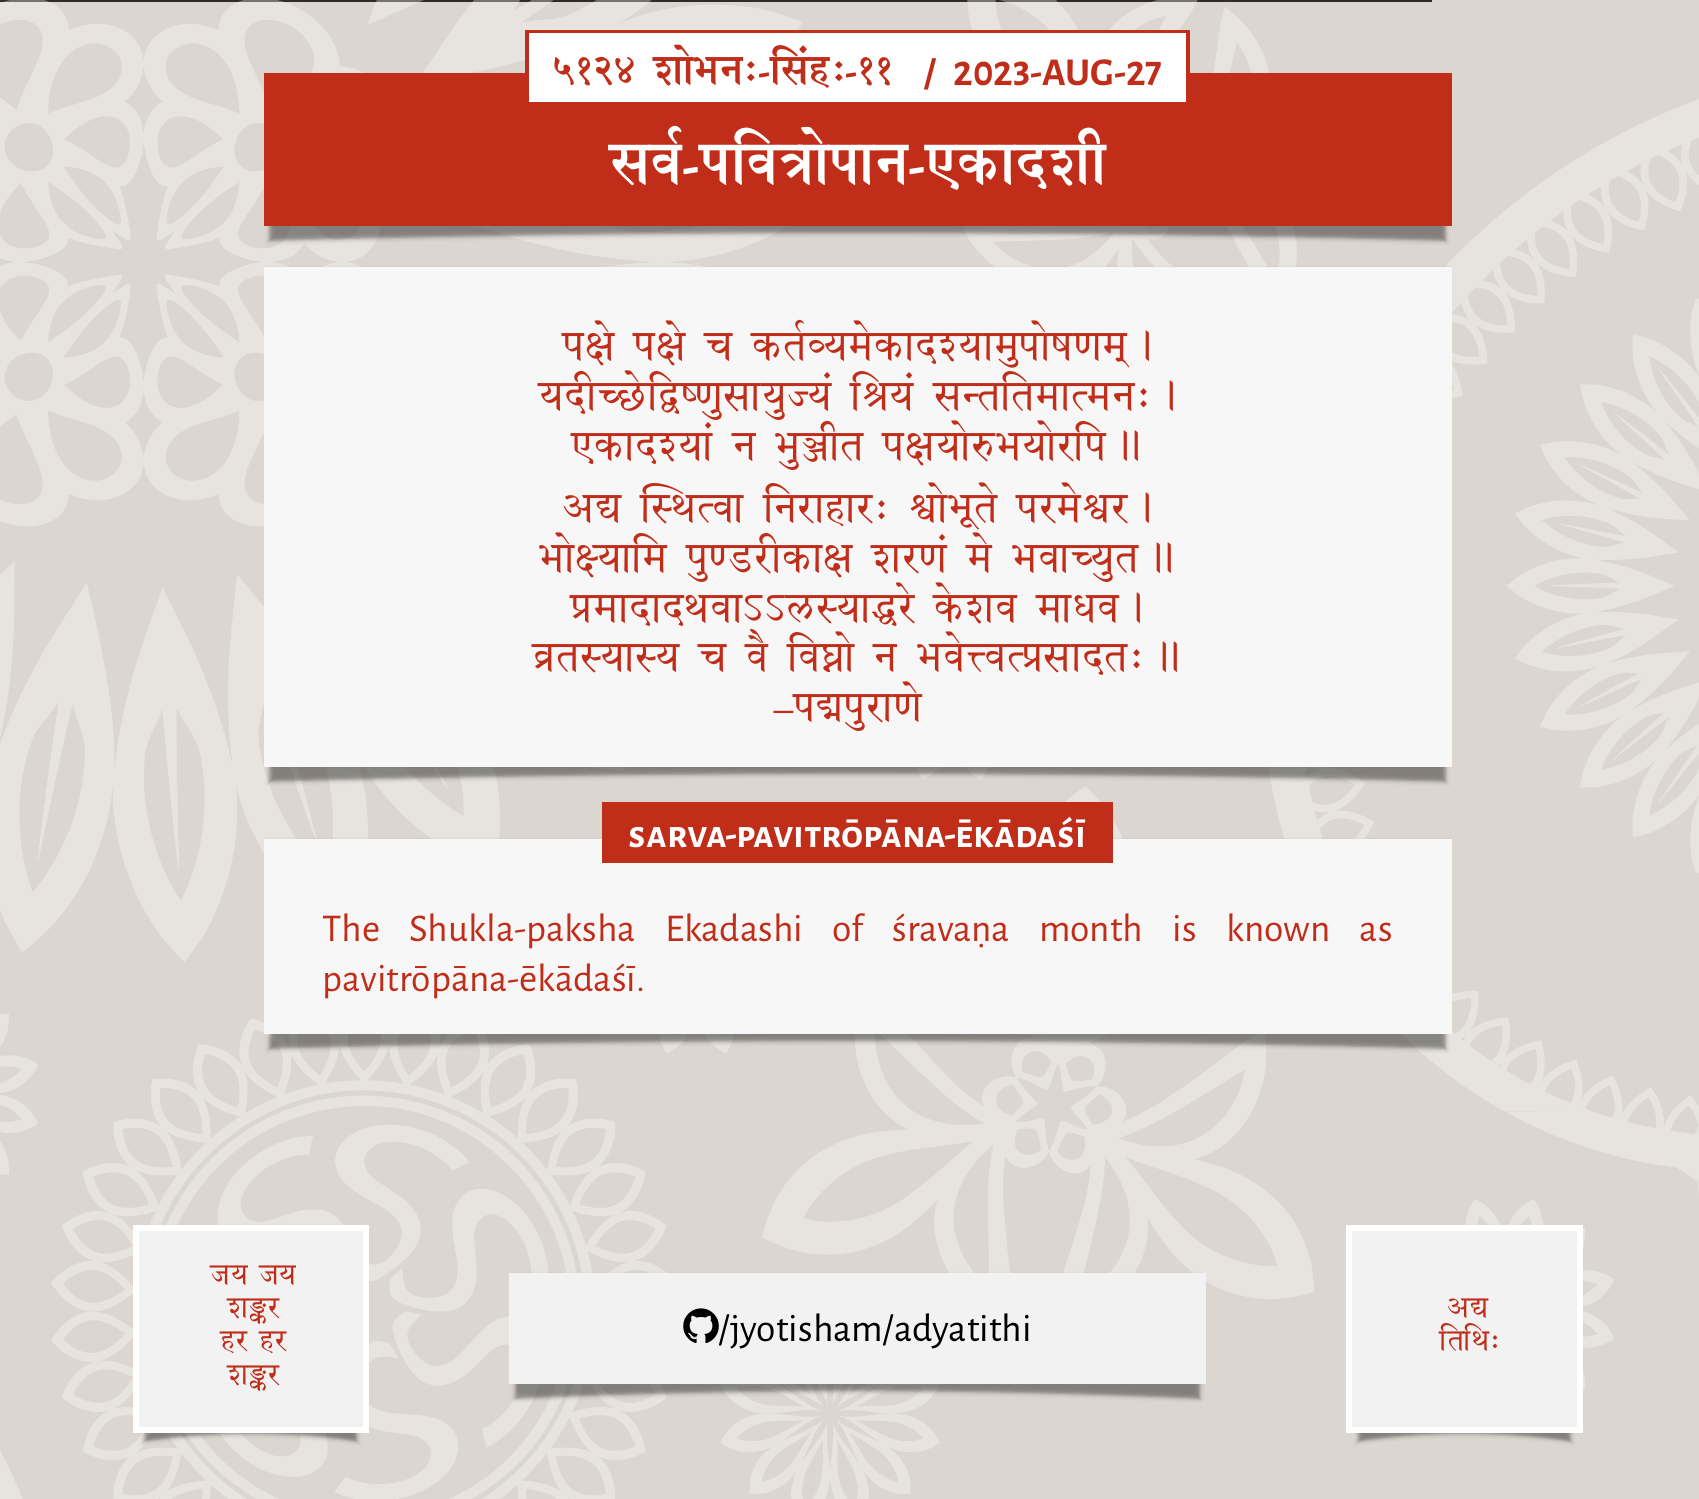 ५१२४ शोभनः-सिंहः-११ / 2023-AUG-27
सर्व-पवित्रोपान-एकादशी
पक्षे पक्षे च कर्तव्यमेकादश्यामुपोषणम्।
यदीच्छेद्विष्णुसायुज्यं श्रियं सन्ततिमात्मनः।
एकादश्यां न भुञ्जीत पक्षयोरुभयोरपि॥
अद्य स्थित्वा निराहारः श्वोभूते परमेश्वर।
भोक्ष्यामि पुण्डरीकाक्ष शरणं मे भवाच्युत॥
प्रमादादथवाऽऽलस्याद्धरे केशव माधव।
व्रतस्यास्य च वै विघ्नो न भवेत्त्वत्प्रसादतः॥
–पद्मपुराणे
SARVA-PAVITRŌPĀNA-ĒKĀDAŚĪ
The Shukla-paksha Ekadashi of śravaṇa month is known as
pavitrōpāna-ēkādaśī.
जय जय
शङ्कर
हर हर
शङ्कर
/jyotisham/adyatithi
अद्य
तिथिः